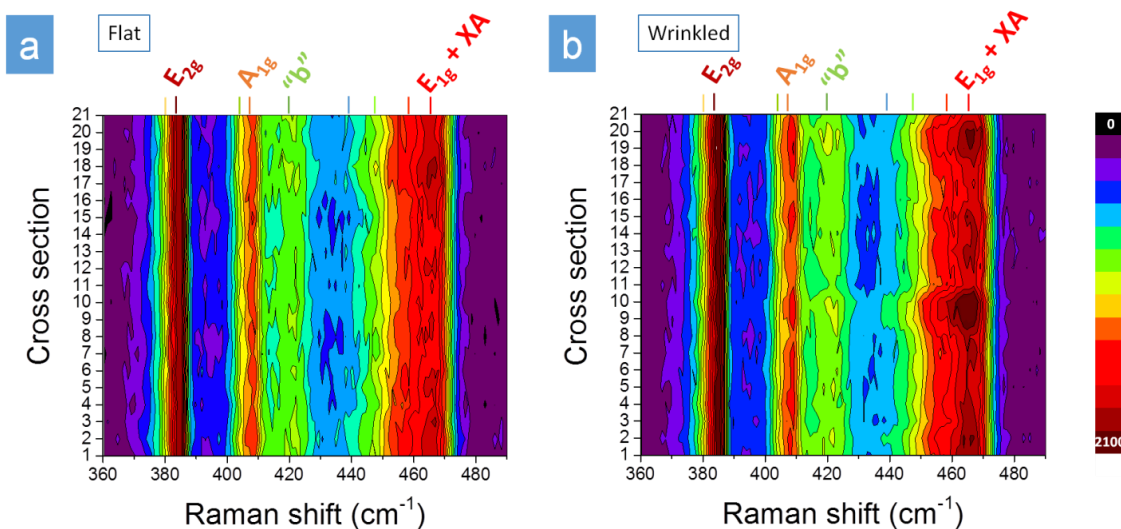 a
Flat
E2g
A1g
“b”
E1g + XA
Cross section
21
20
19
18
17
16
15
14
13
12
11
10
9
8
7
6
5
4
3
2
1
360 380 400 420 440 460 480
Raman shift (cm-1)
b
Wrinkled
E2g
A1g
“b”
E1g + XA
Cross section
21
20
19
18
17
16
15
14
13
12
11
10
9
8
7
6
5
4
3
2
1
360 380 400 420 440 460 480
Raman shift (cm-1)
0
2100